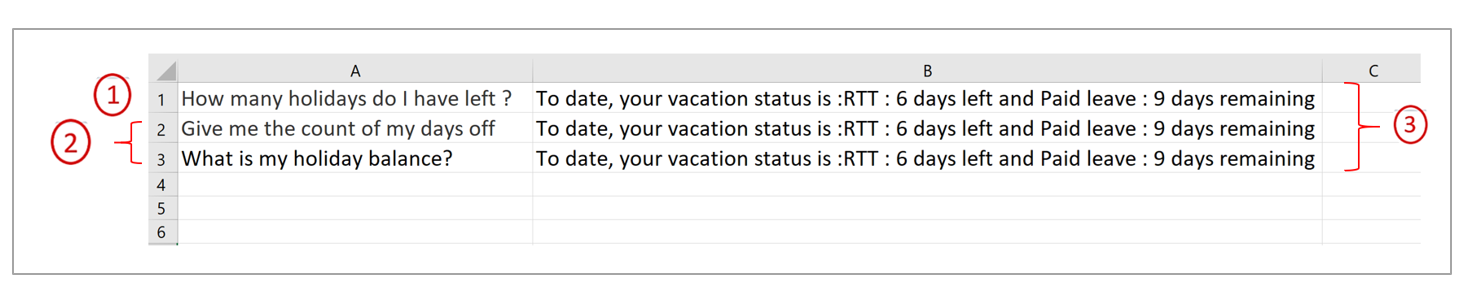 A B C
1 1 How many holidays do I have left ? To date, your vacation status is :RTT : 6 days left and Paid leave : 9 days remaining
2 2 Give me the count of my days off To date, your vacation status is :RTT : 6 days left and Paid leave : 9 days remaining 3
3 What is my holiday balance? To date, your vacation status is :RTT : 6 days left and Paid leave : 9 days remaining
4
5
6